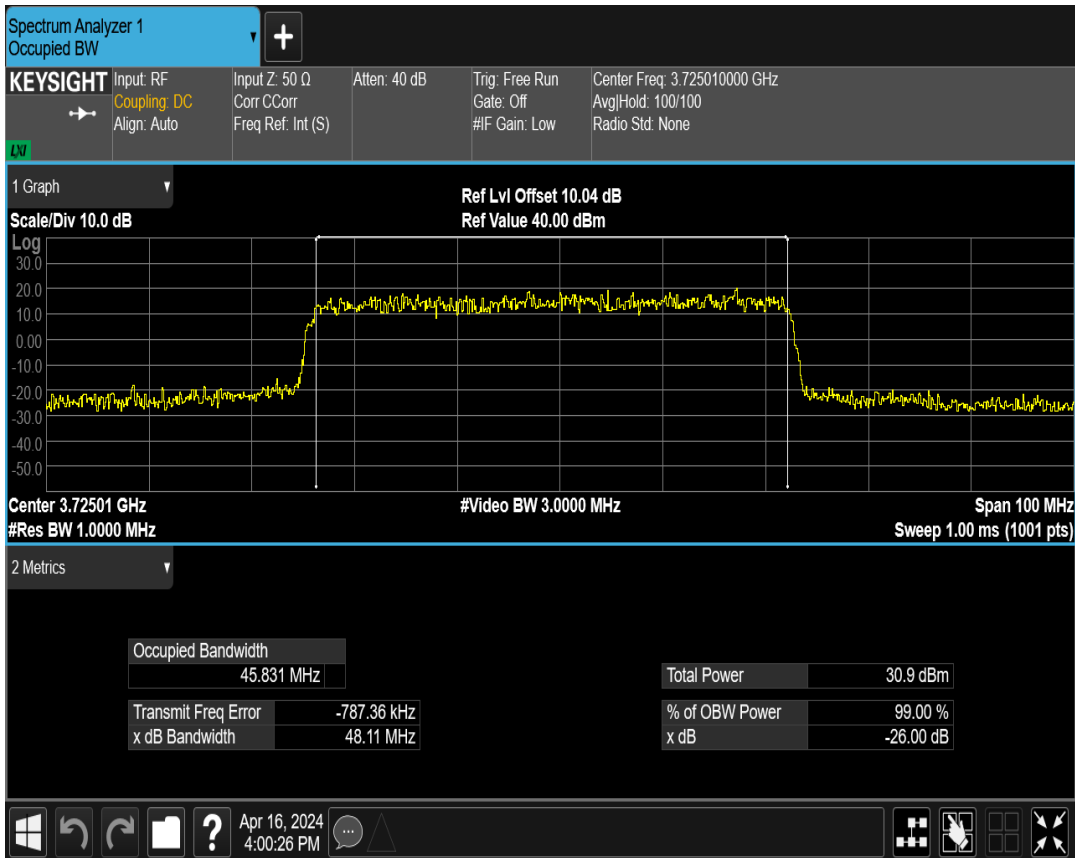 Spectrum Analyzer 1
Occupied BW
+
KEYSIGHT
LXI
Input: RF
Coupling: DC
Align: Auto
Input Z: 50 Ω
Corr CCorr
Freq Ref: Int (S)
Atten: 40 dB
Trig: Free Run
Gate: Off
#IF Gain: Low
Center Freq: 3.725010000 GHz
Avg|Hold: 100/100
Radio Std: None
1 Graph
Ref Lvl Offset 10.04 dB
Scale/Div 10.0 dB
Ref Value 40.00 dBm
Log
30.0
20.0
10.0
0.00
-10.0
-20.0
-30.0
-40.0
-50.0
Center 3.72501 GHz
#Video BW 3.0000 MHz
Span 100 MHz
#Res BW 1.0000 MHz
Sweep 1.00 ms (1001 pts)
2 Metrics
Occupied Bandwidth
45.831 MHz
Total Power 30.9 dBm
Transmit Freq Error -787.36 kHz
% of OBW Power 99.00 %
x dB Bandwidth 48.11 MHz
x dB -26.00 dB
?
Apr 16, 2024
4:00:26 PM